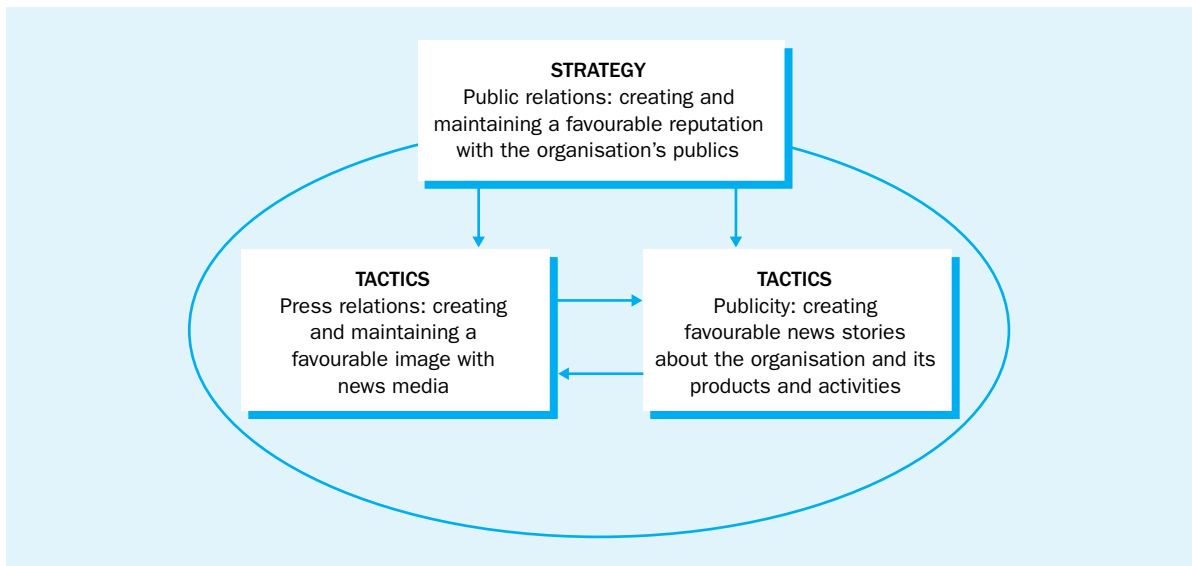 STRATEGY
Public relations: creating and
maintaining a favourable reputation
with the organisation's publics
TACTICS
Press relations: creating
and maintaining a
favourable image with
news media
TACTICS
Publicity: creating
favourable news stories
about the organisation and its
products and activities